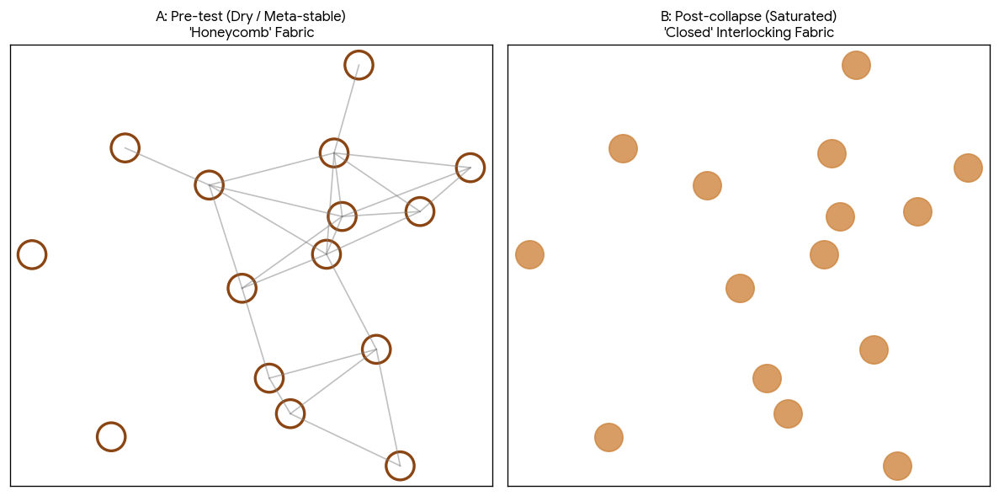 A: Pre-test (Dry / Meta-stable)
'Honeycomb' Fabric
B: Post-collapse (Saturated)
'Closed' Interlocking Fabric